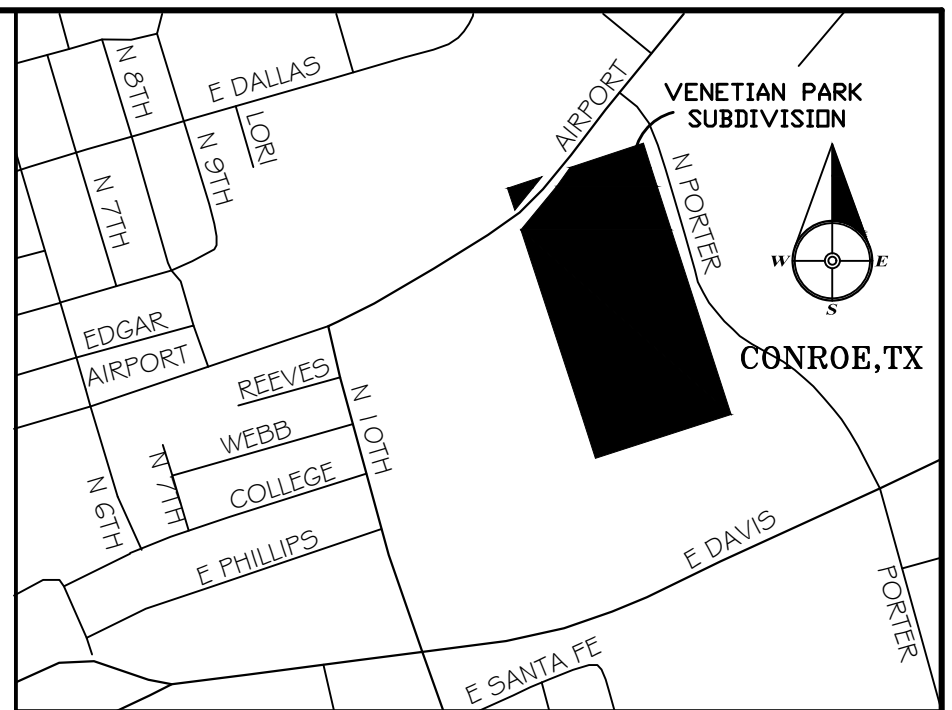 N 8TH
E DALLAS
LORI
N 9TH
N 7TH
AIRPORT
VENETIAN PARK
SUBDIVISION
N PORTER
W
E
S
CONROE,TX
EDGAR
AIRPORT
REEVES
N 10TH
WEBB
N 7TH
COLLEGE
N 6TH
E PHILLIPS
E DAVIS
PORTER
E SANTA FE